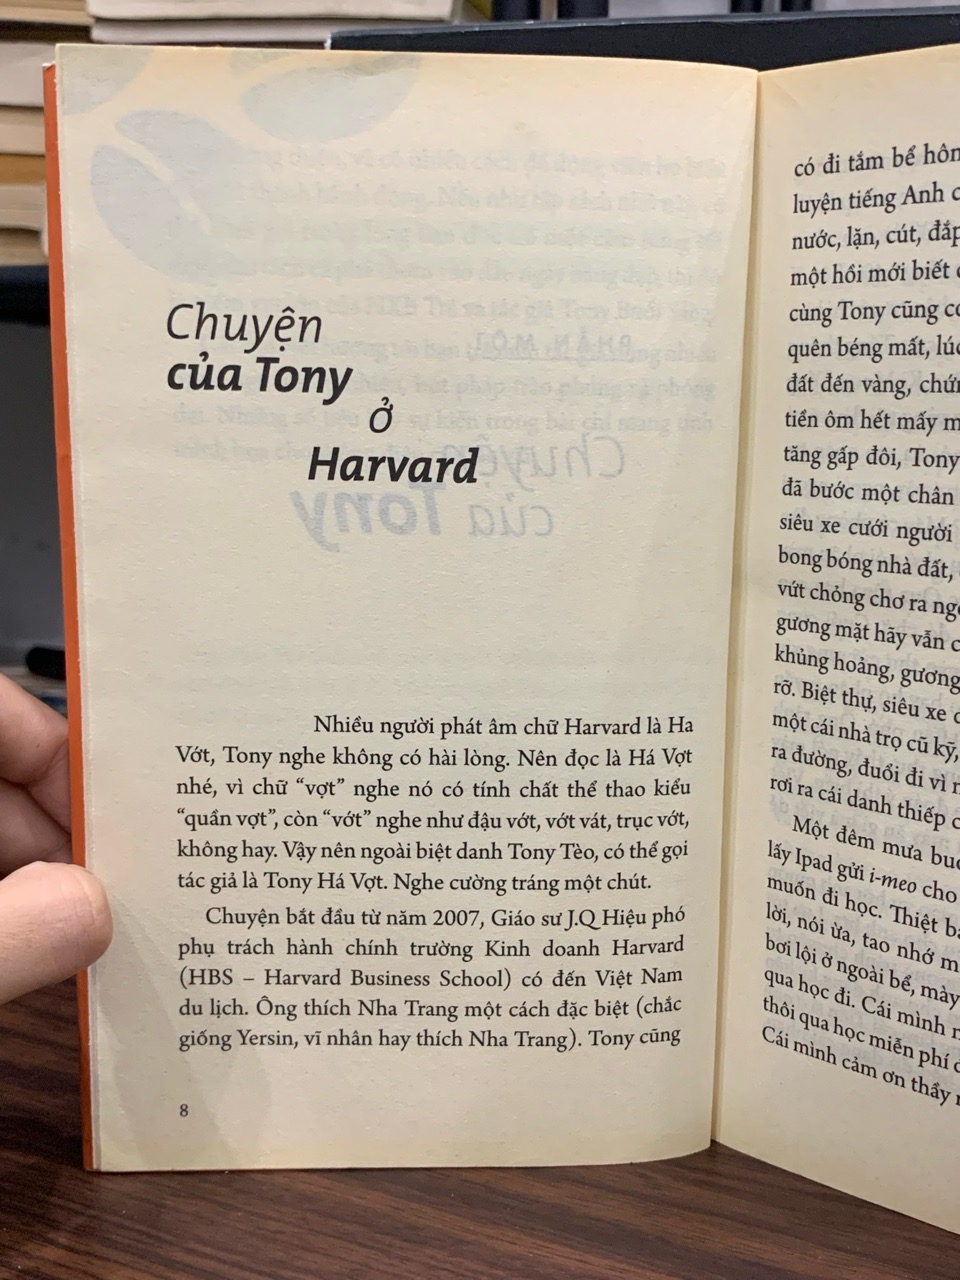 Chuyện
của Tony
ở
Harvard
Nhiều người phát âm chữ Harvard là Ha
Vớt, Tony nghe không có hài lòng. Nên đọc là Há Vợt
nhé, vì chữ “vợt” nghe nó có tính chất thể thao kiểu
“quần vợt”, còn “vớt” nghe như đậu vớt, vớt vát, trục vớt,
không hay. Vậy nên ngoài biệt danh Tony Tèo, có thể gọi
tác giả là Tony Há Vợt. Nghe cường tráng một chút.
Chuyện bắt đầu từ năm 2007, Giáo sư J.Q Hiệu phó
phụ trách hành chính trường Kinh doanh Harvard
(HBS – Harvard Business School) có đến Việt Nam
du lịch. Ông thích Nha Trang một cách đặc biệt (chắc
giống Yersin, vĩ nhân hay thích Nha Trang). Tony cũng
8
có đi tắm bể hôn
luyện tiếng Anh
nước, lặn, cút, đắp
một hồi mới biết
cùng Tony cũng
quên béng mất,
đất đến vàng,
tiền ôm hết mấy
tăng gấp đôi, Tony
đã bước một chân
siêu xe cưới người
bong bóng nhà đất,
vứt chỏng chơ ra
gương mặt hãy vẫn
khủng hoảng, gương
rỡ. Biệt thự, siêu xe
một cái nhà trọ cũ kỹ,
ra đường, đuổi đi vì
rơi ra cái danh thiếp
Một đêm mưa
lấy Ipad gửi i-meo cho
muốn đi học. Thiệt
lời, nói ừa, tao nhớ
bơi lội ở ngoài bể, mày
qua học đi. Cái mình
thôi qua học miễn phí
Cái mình cảm ơn thầy